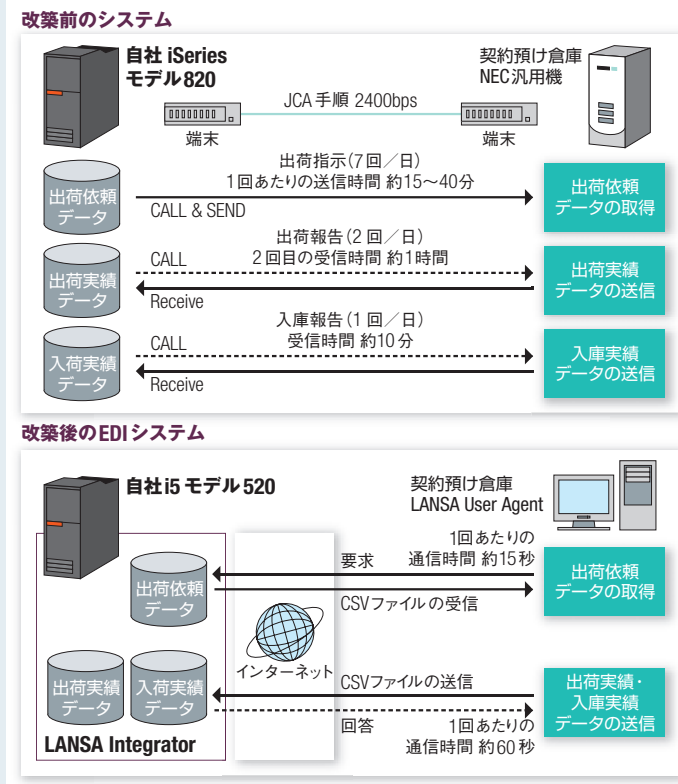 改築前のシステム
自社 iSeries
モデル820
契約預け倉庫
NEC汎用機
JCA手順 2400bps
端末
端末
出荷指示(7回／日)
1回あたりの送信時間 約15～40分
出荷依頼
データ
CALL & SEND
出荷依頼
データの取得
出荷報告(2回／日)
2回目の受信時間 約1時間
CALL
出荷実績
データ
Receive
出荷実績
データの送信
入庫報告(1回／日)
受信時間 約10分
CALL
入荷実績
データ
Receive
入庫実績
データの送信
改築後のEDIシステム
自社i5 モデル520
契約預け倉庫
LANSA User Agent
1回あたりの
通信時間 約15秒
要求
出荷依頼
データ
CSVファイルの受信
出荷依頼
データの取得
インターネット
CSVファイルの送信
出荷実績
データ
入荷実績
データ
出荷実績・
入庫実績
データの送信
回答
1回あたりの
通信時間 約60秒
LANSA Integrator